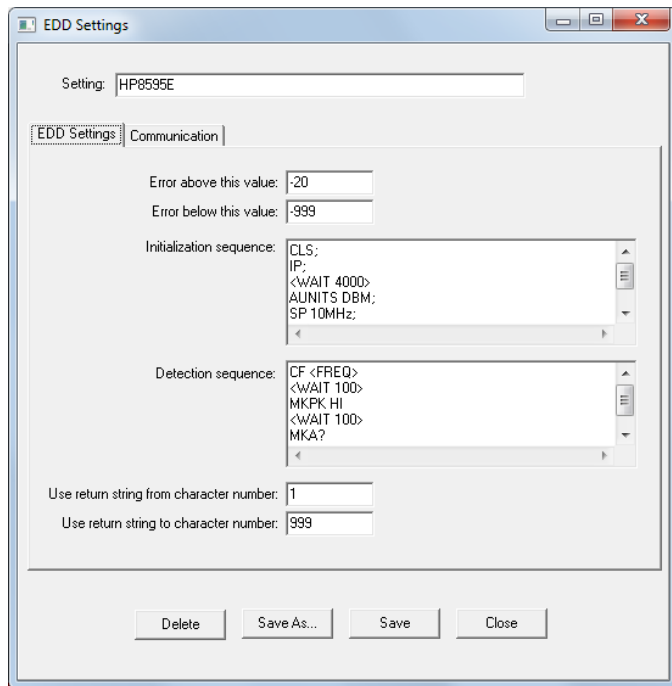 EDD Settings
Setting: HP8595E
EDD Settings Communication
Error above this value: -20
Error below this value: -999
Initialization sequence: CLS;
IP;
<WAIT 4000>
AUNITS DBM;
SP 10MHz;
Detection sequence: CF <FREQ>
<WAIT 100>
MKPK HI
<WAIT 100>
MKA?
Use return string from character number: 1
Use return string to character number: 999
Delete Save As... Save Close